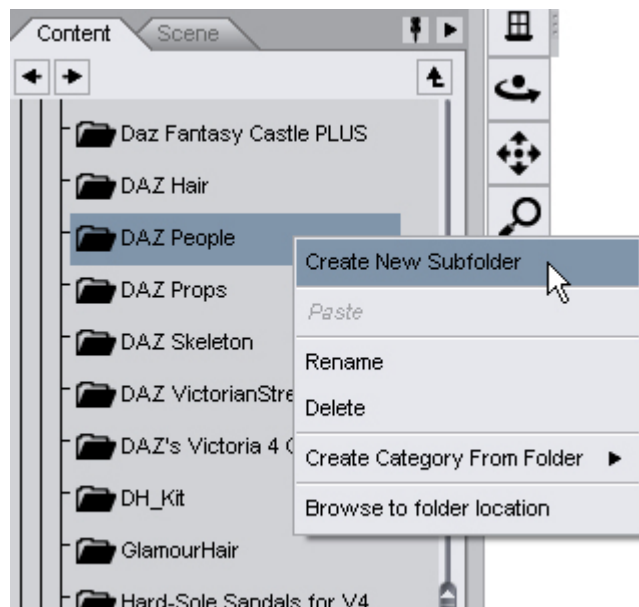 Content
Scene
Daz Fantasy Castle PLUS
DAZ Hair
DAZ People
DAZ Props
DAZ Skeleton
DAZ VictorianStre
DAZ's Victoria 4
DH_Kit
GlamourHair
Hard-Sole Sandals for V4
Create New Subfolder
Paste
Rename
Delete
Create Category From Folder
Browse to folder location